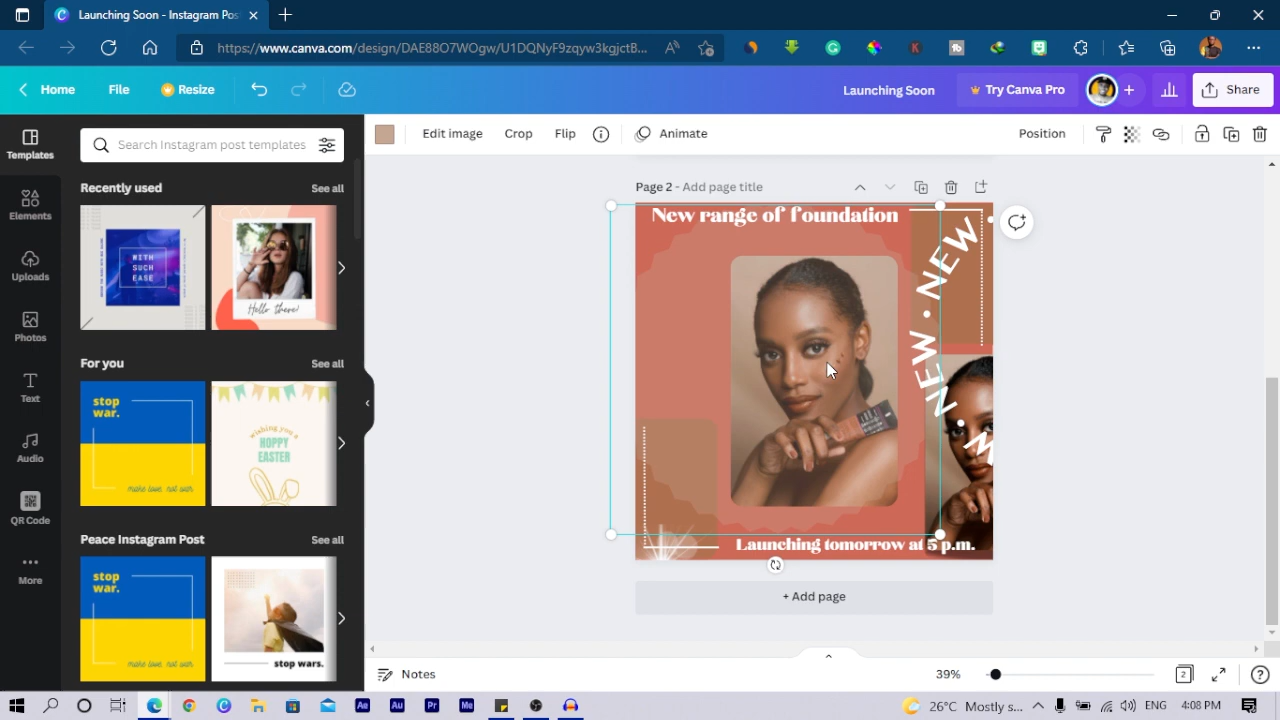 Launching Soon - Instagram Post
https://www.canva.com/design/DAE88O7WOgw/U1DQNyF9zqyw3kgjctB...
Home
File
Resize
Launching Soon
Try Canva Pro
Share
Templates
Elements
Uploads
Photos
Text
Audio
QR Code
More
Search Instagram post templates
Recently used
See all
WITH
SUCH
EASE
Hello there!
For you
See all
stop
war.
make love, not war
wishing you a
HOPPY
EASTER
Peace Instagram Post
See all
stop
war.
make love, not war
stop wars.
Edit image
Crop
Flip
Animate
Position
Page 2 - Add page title
New range of foundation
NEW · NEW ·
Launching tomorrow at 5 p.m.
+ Add page
Notes
39%
2
26°C Mostly s...
ENG
4:08 PM